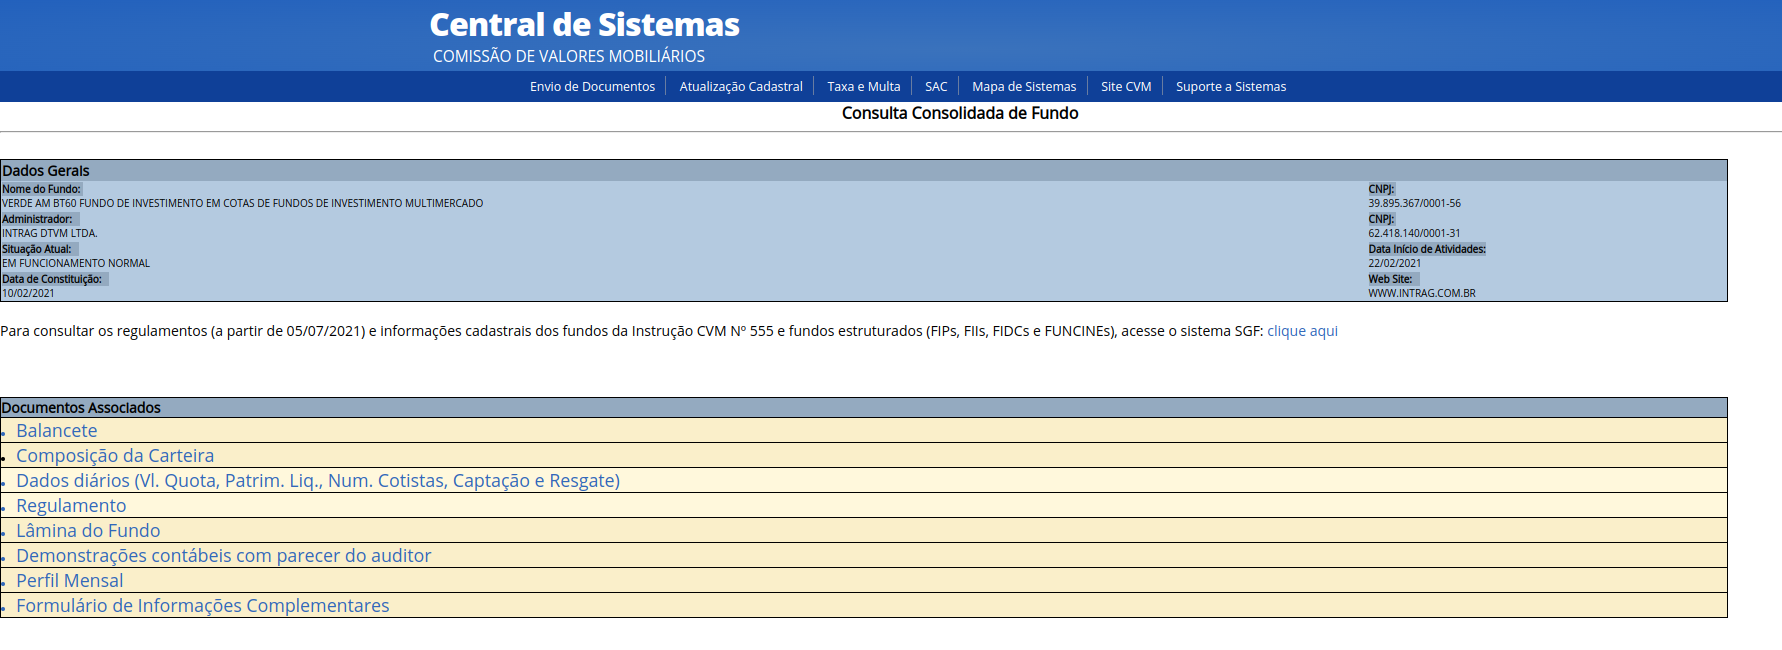 Central de Sistemas
COMISSÃO DE VALORES MOBILIÁRIOS
Envio de Documentos Atualização Cadastral Taxa e Multa SAC Mapa de Sistemas Site CVM Suporte a Sistemas
Consulta Consolidada de Fundo
Dados Gerais
Nome do Fundo: CNPJ:
VERDE AM BT60 FUNDO DE INVESTIMENTO EM COTAS DE FUNDOS DE INVESTIMENTO MULTIMERCADO 39.895.367/0001-56
Administrador: CNPJ:
INTRAG DTVM LTDA. 62.418.140/0001-31
Situação Atual: Data Início de Atividades:
EM FUNCIONAMENTO NORMAL 22/02/2021
Data de Constituição: Web Site:
10/02/2021 WWW.INTRAG.COM.BR
Para consultar os regulamentos (a partir de 05/07/2021) e informações cadastrais dos fundos da Instrução CVM Nº 555 e fundos estruturados (FIPs, FIIs, FIDCs e FUNCINEs), acesse o sistema SGF: clique aqui
Documentos Associados
Balancete
Composição da Carteira
Dados diários (Vl. Quota, Patrim. Liq., Num. Cotistas, Captação e Resgate)
Regulamento
Lâmina do Fundo
Demonstrações contábeis com parecer do auditor
Perfil Mensal
Formulário de Informações Complementares